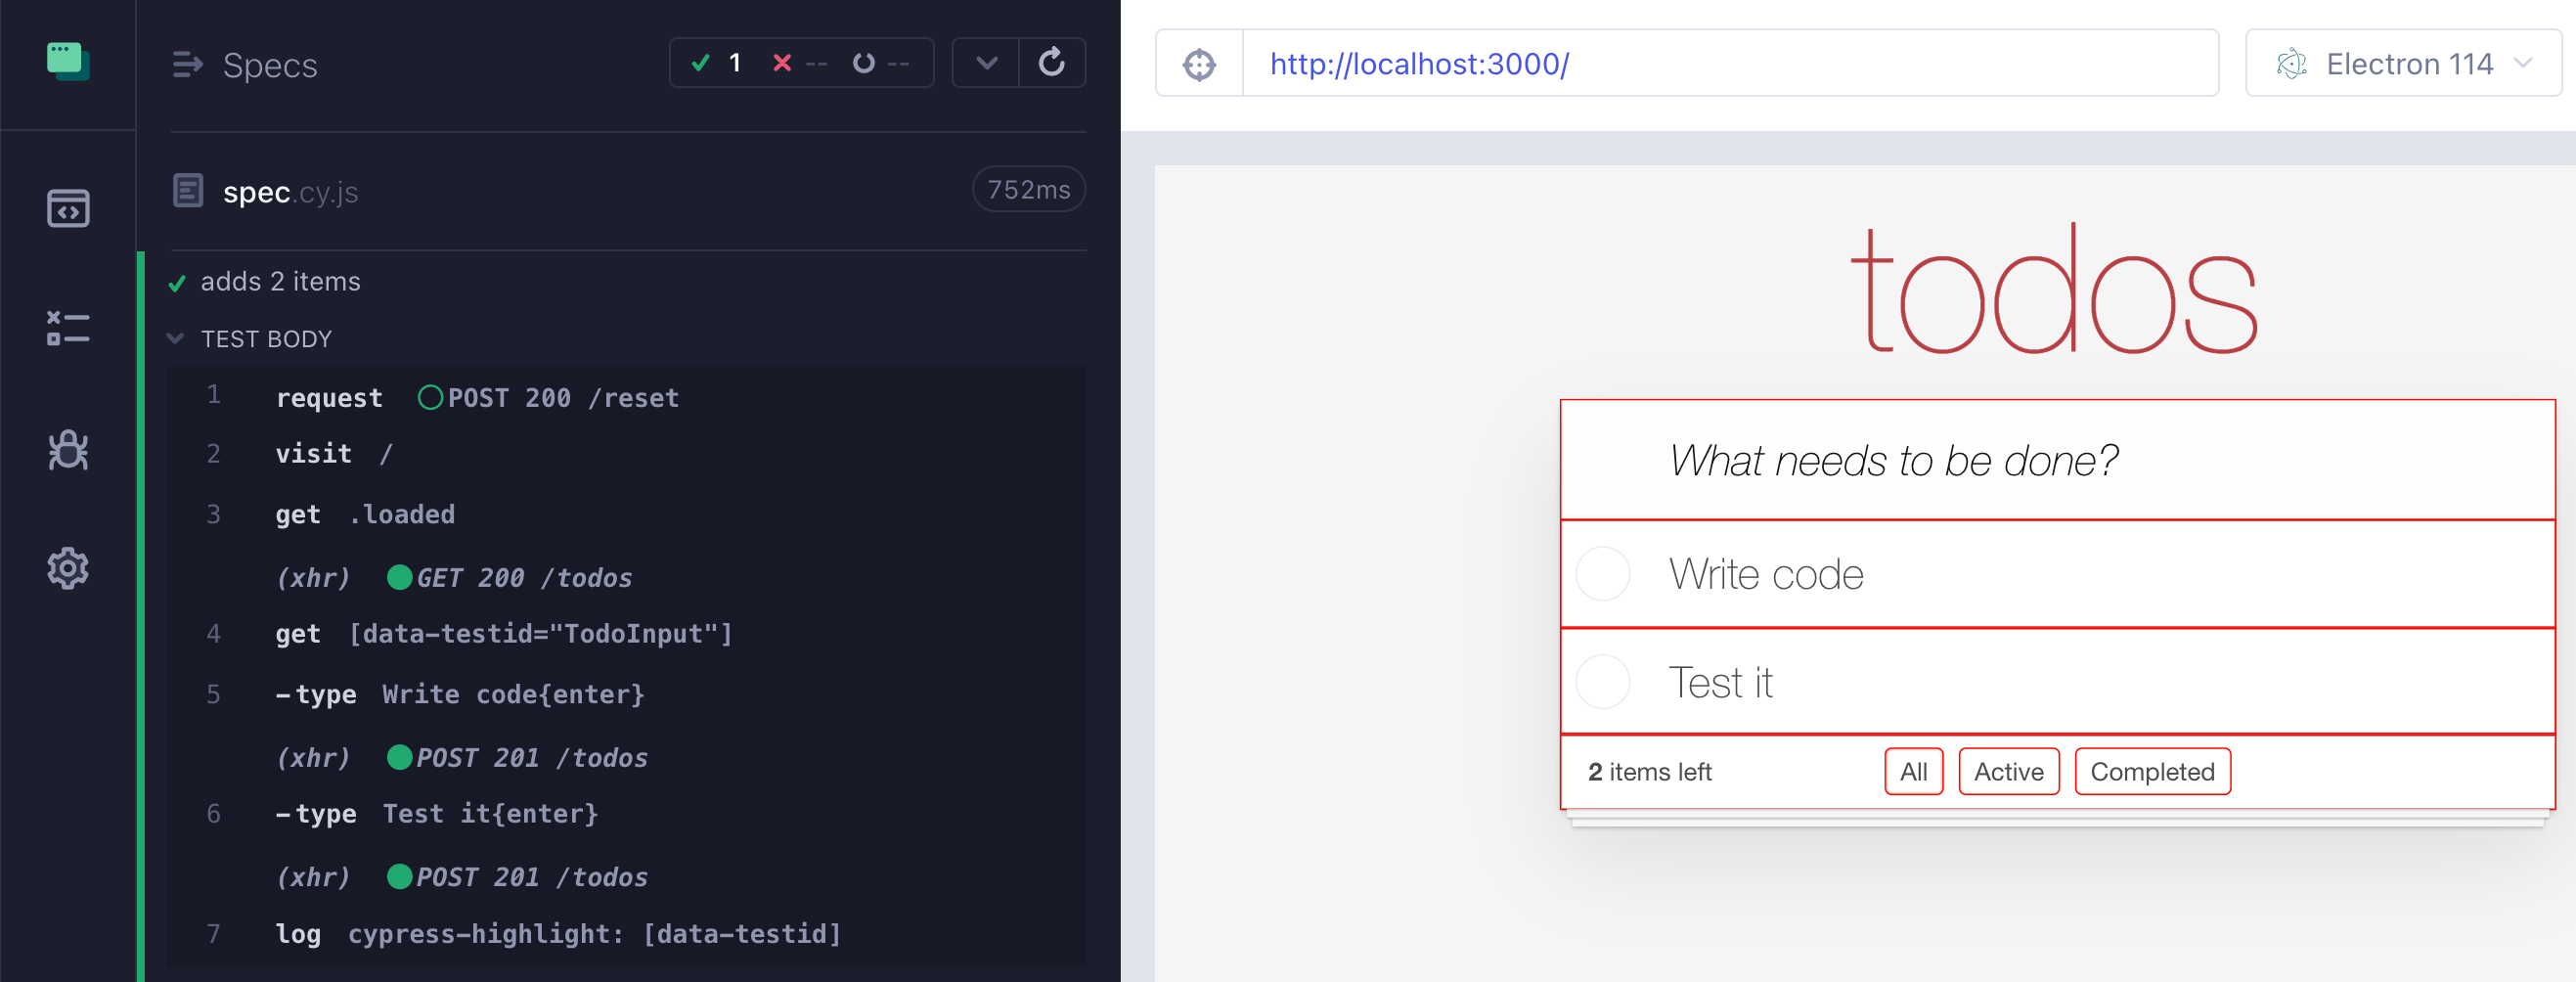 Specs
1 -- --
spec.cy.js
752ms
adds 2 items
TEST BODY
1 request POST 200 /reset
2 visit /
3 get .loaded
(xhr) GET 200 /todos
4 get [data-testid="TodoInput"]
5 -type Write code{enter}
(xhr) POST 201 /todos
6 -type Test it{enter}
(xhr) POST 201 /todos
7 log cypress-highlight: [data-testid]
http://localhost:3000/
Electron 114
todos
What needs to be done?
Write code
Test it
2 items left All Active Completed